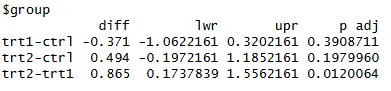 $group
diff lwr upr p adj
trt1-ctrl -0.371 -1.0622161 0.3202161 0.3908711
trt2-ctrl 0.494 -0.1972161 1.1852161 0.1979960
trt2-trt1 0.865 0.1737839 1.5562161 0.0120064